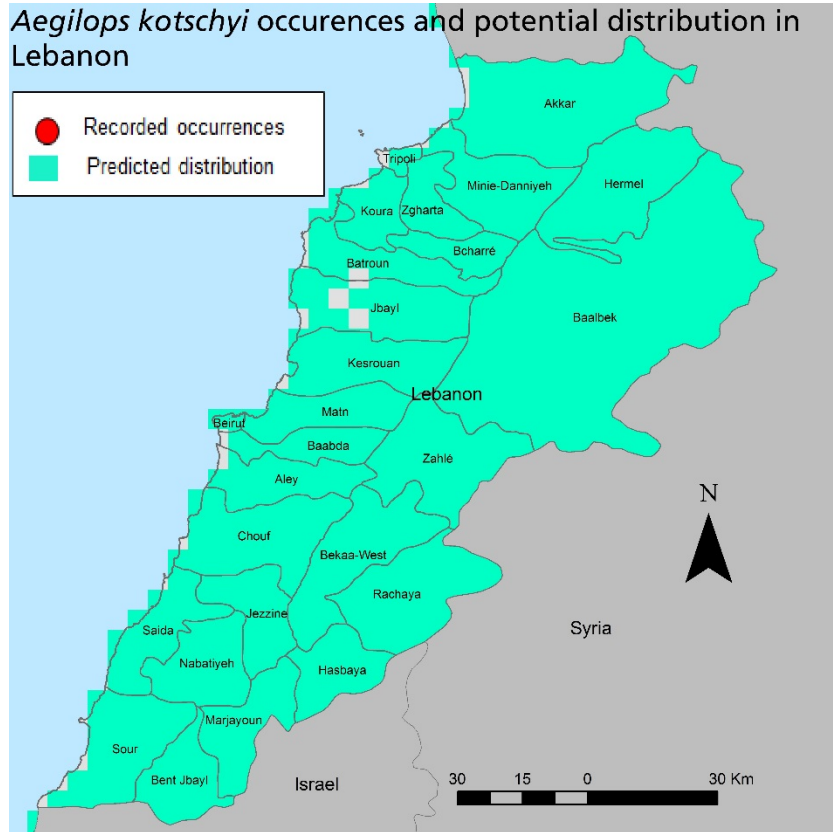 Aegilops kotschyi occurences and potential distribution in
Lebanon
Recorded occurrences
Predicted distribution
Akkar
Tripoli
Minie-Danniyeh
Hermel
Koura
Zgharta
Bcharré
Batroun
Jbayl
Baalbek
Kesrouan
Lebanon
Matn
Beirut
Baabda
Zahlé
Aley
N
Chouf
Bekaa-West
Rachaya
Jezzine
Saida
Syria
Nabatiyeh
Hasbaya
Marjayoun
Sour
Bent Jbayl
Israel
30 15 0 30 Km